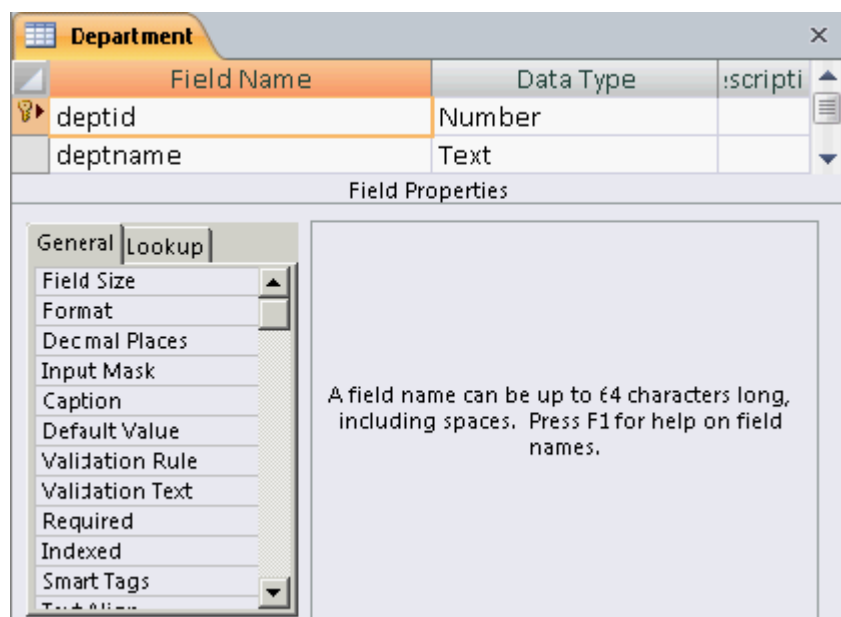 Department
Field Name Data Type scripti
deptid Number
deptname Text
Field Properties
General Lookup
Field Size
Format
Decmal Places
Input Mask
Caption
Default Value
Validation Rule
Validation Text
Required
Indexed
Smart Tags
A field name can be up to 64 characters long,
including spaces. Press F1 for help on field
names.